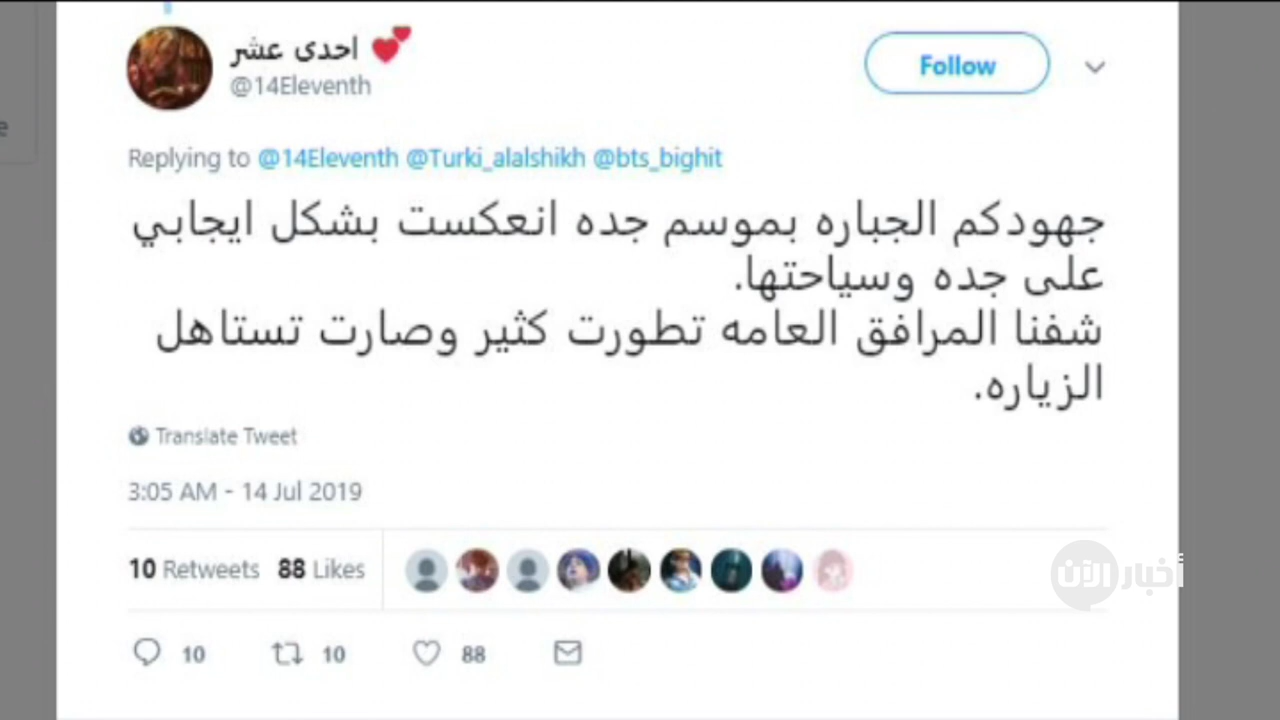 احدى عشر 💕
@14Eleventh
Follow
Replying to @14Eleventh @Turki_alalshikh @bts_bighit
جهودكم الجباره بموسم جده انعكست بشكل ايجابي
على جده وسياحتها.
شفنا المرافق العامه تطورت كثير وصارت تستاهل
الزياره.
Translate Tweet
3:05 AM - 14 Jul 2019
10 Retweets 88 Likes
أخبار الآن
10 10 88
e